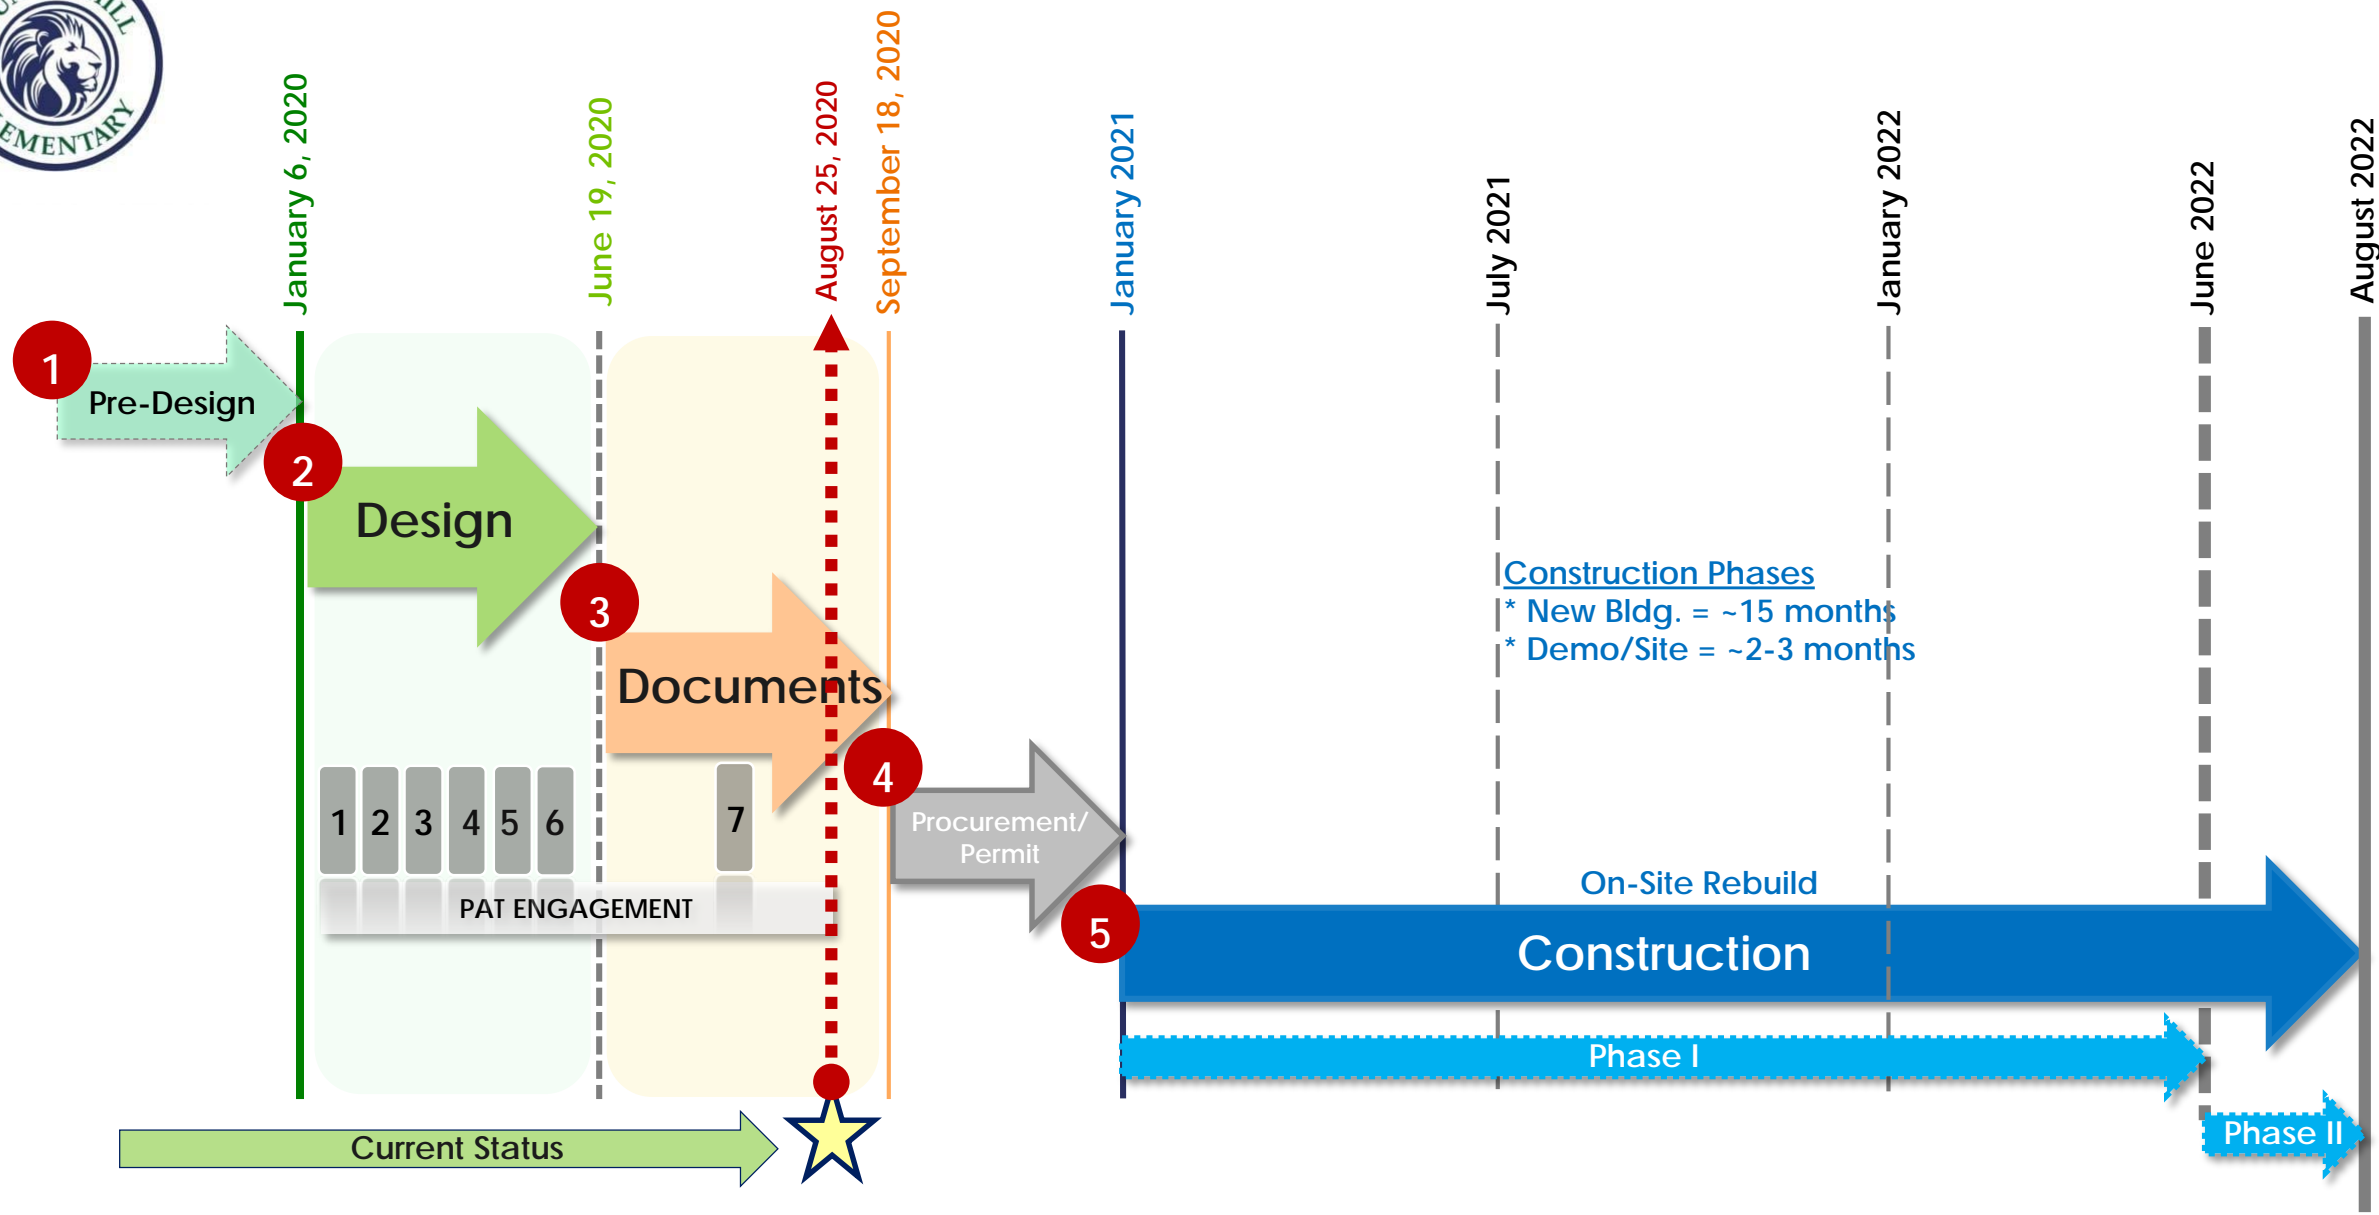 HILL
ELEMENTARY
January 6, 2020
June 19, 2020
August 25, 2020
September 18, 2020
January 2021
July 2021
January 2022
June 2022
August 2022
1
Pre-Design
2
Design
3
Documents
4
Procurement/
Permit
5
Construction Phases
* New Bldg. = ~15 months
* Demo/Site = ~2-3 months
1 2 3 4 5 6 7
PAT ENGAGEMENT
On-Site Rebuild
Construction
Phase I
Phase II
Current Status